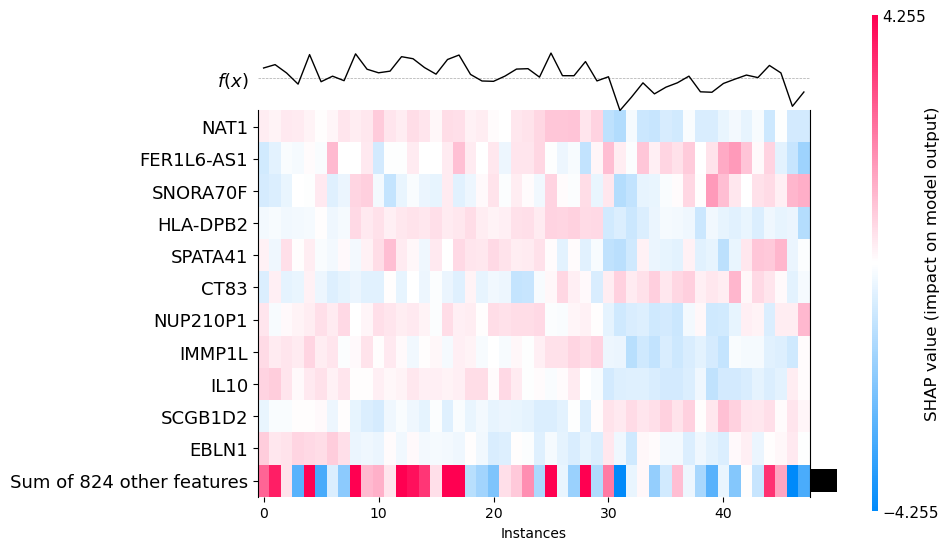 4.255
f(x)
NAT1
FER1L6-AS1
SNORA70F
HLA-DPB2
SPATA41
CT83
NUP210P1
IMMP1L
IL10
SCGB1D2
EBLN1
Sum of 824 other features
0 10 20 30 40
Instances
−4.255
SHAP value (impact on model output)